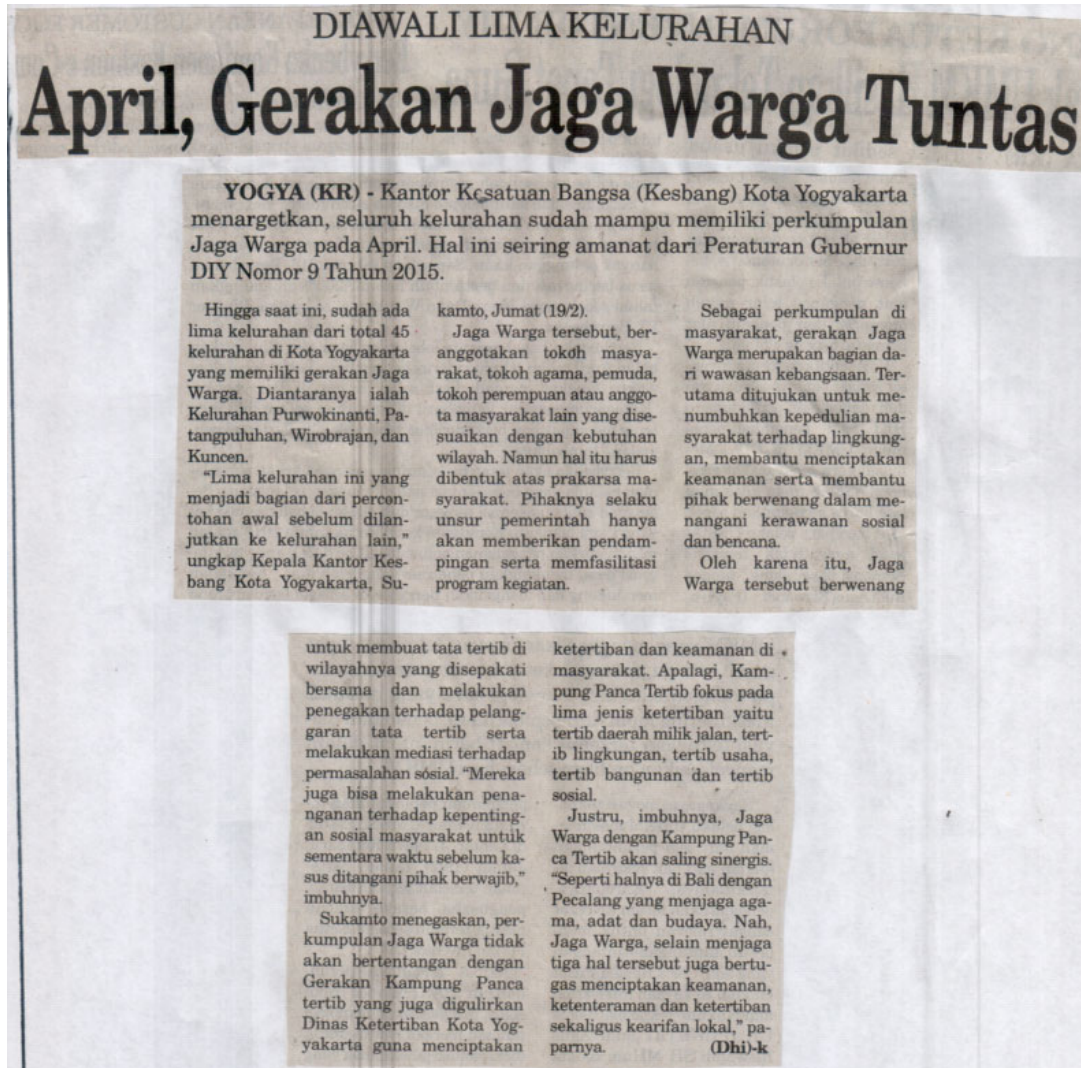 DIAWALI LIMA KELURAHAN
April, Gerakan Jaga Warga Tuntas
YOGYA (KR) - Kantor Kesatuan Bangsa (Kesbang) Kota Yogyakarta
menargetkan, seluruh kelurahan sudah mampu memiliki perkumpulan
Jaga Warga pada April. Hal ini seiring amanat dari Peraturan Gubernur
DIY Nomor 9 Tahun 2015.
Hingga saat ini, sudah ada
lima kelurahan dari total 45
kelurahan di Kota Yogyakarta
yang memiliki gerakan Jaga
Warga. Diantaranya ialah
Kelurahan Purwokinanti, Pa-
tangpuluhan, Wirobrajan, dan
Kuncen.
"Lima kelurahan ini yang
menjadi bagian dari percon-
tohan awal sebelum dilan-
jutkan ke kelurahan lain,"
ungkap Kepala Kantor Kes-
bang Kota Yogyakarta, Su-
kamto, Jumat (19/2).
Jaga Warga tersebut, ber-
anggotakan tokoh masya-
rakat, tokoh agama, pemuda,
tokoh perempuan atau anggo-
ta masyarakat lain yang dise-
suaikan dengan kebutuhan
wilayah. Namun hal itu harus
dibentuk atas prakarsa ma-
syarakat. Pihaknya selaku
unsur pemerintah hanya
akan memberikan pendam-
pingan serta memfasilitasi
program kegiatan.
Sebagai perkumpulan di
masyarakat, gerakan Jaga
Warga merupakan bagian da-
ri wawasan kebangsaan. Ter-
utama ditujukan untuk me-
numbuhkan kepedulian ma-
syarakat terhadap lingkung-
an, membantu menciptakan
keamanan serta membantu
pihak berwenang dalam me-
nangani kerawanan sosial
dan bencana.
Oleh karena itu, Jaga
Warga tersebut berwenang
untuk membuat tata tertib di
wilayahnya yang disepakati
bersama dan melakukan
penegakan terhadap pelang-
garan tata tertib serta
melakukan mediasi terhadap
permasalahan sosial. "Mereka
juga bisa melakukan pena-
nganan terhadap kepenting-
an sosial masyarakat untuk
sementara waktu sebelum ka-
sus ditangani pihak berwajib,"
imbuhnya.
Sukamto menegaskan, per-
kumpulan Jaga Warga tidak
akan bertentangan dengan
Gerakan Kampung Panca
tertib yang juga digulirkan
Dinas Ketertiban Kota Yog-
yakarta guna menciptakan
ketertiban dan keamanan di
masyarakat. Apalagi, Kam-
pung Panca Tertib fokus pada
lima jenis ketertiban yaitu
tertib daerah milik jalan, tert-
ib lingkungan, tertib usaha,
tertib bangunan dan tertib
sosial.
Justru, imbuhnya, Jaga
Warga dengan Kampung Pan-
ca Tertib akan saling sinergis.
"Seperti halnya di Bali dengan
Pecalang yang menjaga aga-
ma, adat dan budaya. Nah,
Jaga Warga, selain menjaga
tiga hal tersebut juga bertu-
gas menciptakan keamanan,
ketenteraman dan ketertiban
sekaligus kearifan lokal," pa-
parnya. (Dhi)-k